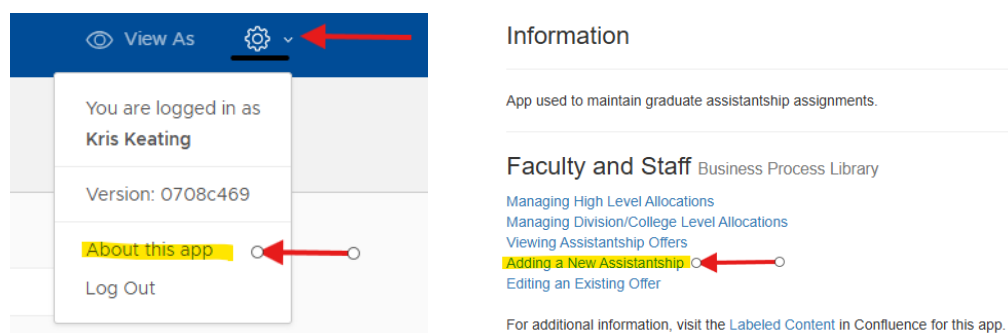 View As
You are logged in as
Kris Keating
Version: 0708c469
About this app
Log Out
Information
App used to maintain graduate assistantship assignments.
Faculty and Staff Business Process Library
Managing High Level Allocations
Managing Division/College Level Allocations
Viewing Assistantship Offers
Adding a New Assistantship
Editing an Existing Offer
For additional information, visit the Labeled Content in Confluence for this app.